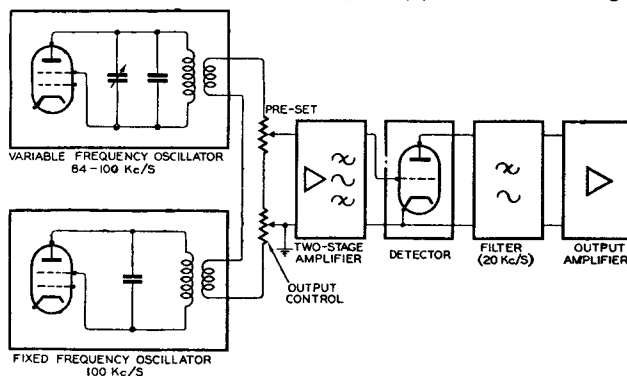 PRE-SET
VARIABLE FREQUENCY OSCILLATOR
84-100 Kc/S
TWO-STAGE
AMPLIFIER
DETECTOR
FILTER
(20 Kc/S)
OUTPUT
AMPLIFIER
OUTPUT
CONTROL
FIXED FREQUENCY OSCILLATOR
100 Kc/S